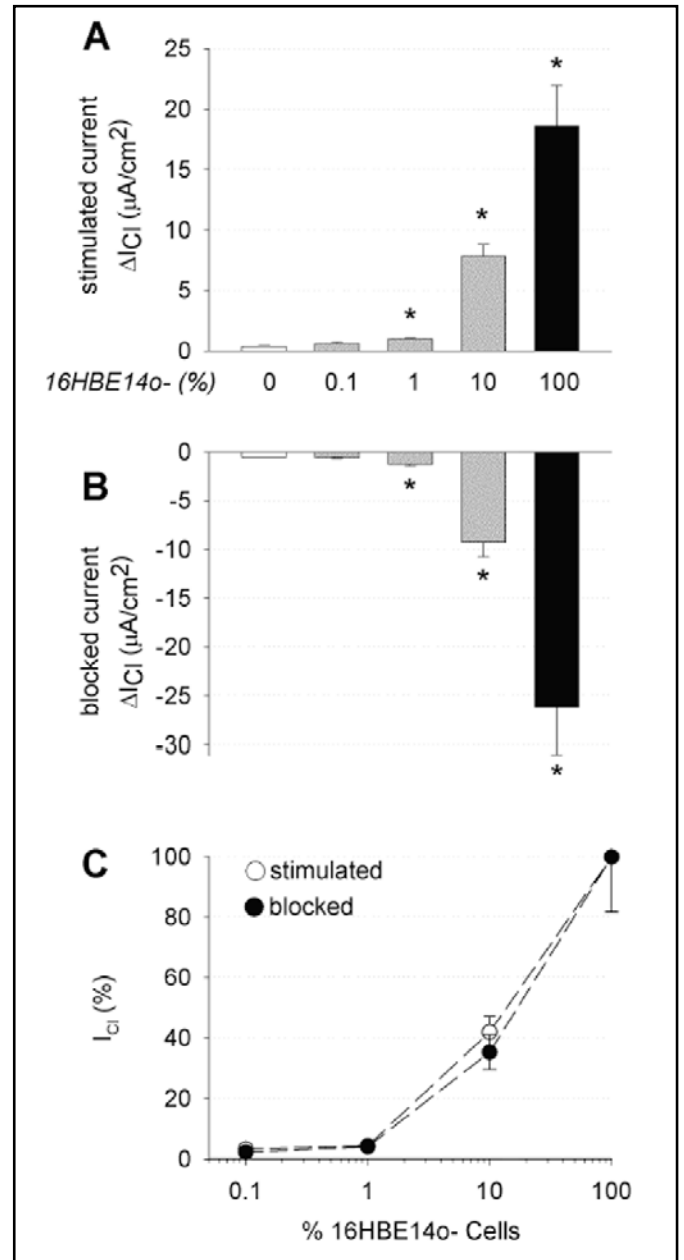 A
stimulated current
ΔICl (µA/cm2)
25
20
15
10
5
0
*
*
*
16HBE14o- (%)
0 0.1 1 10 100
B
blocked current
ΔICl (µA/cm2)
0
-5
-10
-15
-20
-25
-30
*
*
*
C
ICl (%)
100
80
60
40
20
0
stimulated
blocked
0.1 1 10 100
% 16HBE14o- Cells